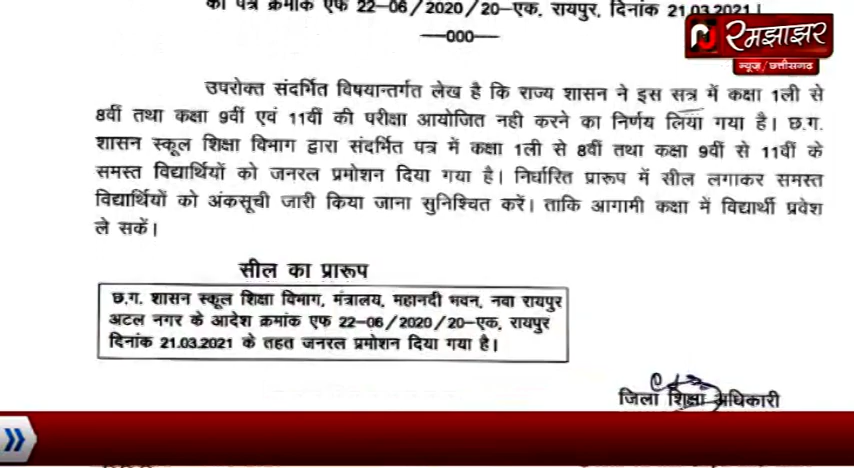 का पत्र क्रमांक एफ 22-06/2020/20-एक, रायपुर, दिनांक 21.03.2021।
—000—
रमझाझर
न्यूज़/छत्तीसगढ़
उपरोक्त संदर्भित विषयान्तर्गत लेख है कि राज्य शासन ने इस सत्र में कक्षा 1ली से
8वीं तथा कक्षा 9वीं एवं 11वीं की परीक्षा आयोजित नही करने का निर्णय लिया गया है। छ.ग.
शासन स्कूल शिक्षा विभाग द्वारा संदर्भित पत्र में कक्षा 1ली से 8वीं तथा कक्षा 9वीं से 11वीं के
समस्त विद्यार्थियों को जनरल प्रमोशन दिया गया है। निर्धारित प्रारूप में सील लगाकर समस्त
विद्यार्थियों को अंकसूची जारी किया जाना सुनिश्चित करें। ताकि आगामी कक्षा में विद्यार्थी प्रवेश
ले सकें।
सील का प्रारूप
छ.ग. शासन स्कूल शिक्षा विभाग, मंत्रालय, महानदी भवन, नवा रायपुर
अटल नगर के आदेश क्रमांक एफ 22-06/2020/20-एक, रायपुर
दिनांक 21.03.2021 के तहत जनरल प्रमोशन दिया गया है।
जिला शिक्षा अधिकारी